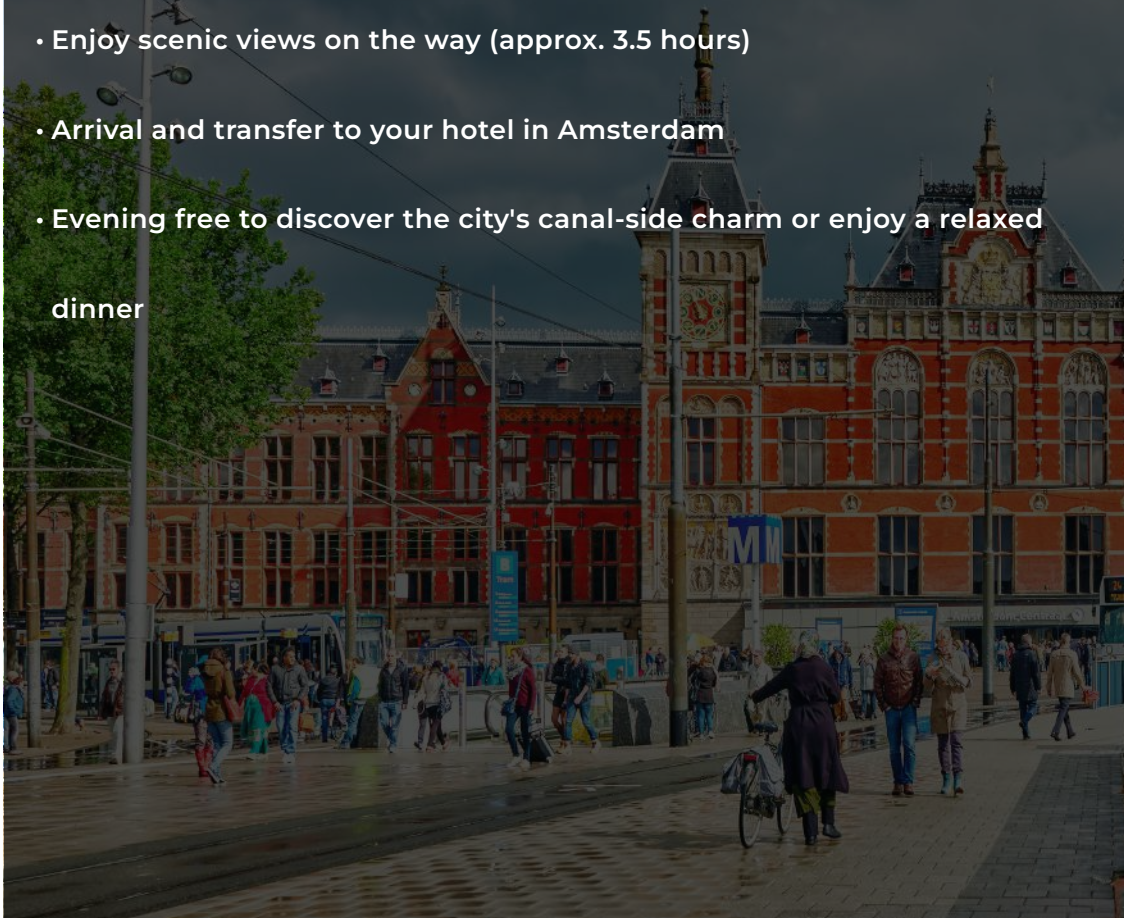 • Enjoy scenic views on the way (approx. 3.5 hours)
• Arrival and transfer to your hotel in Amsterdam
• Evening free to discover the city's canal-side charm or enjoy a relaxed
dinner
M M
Tram